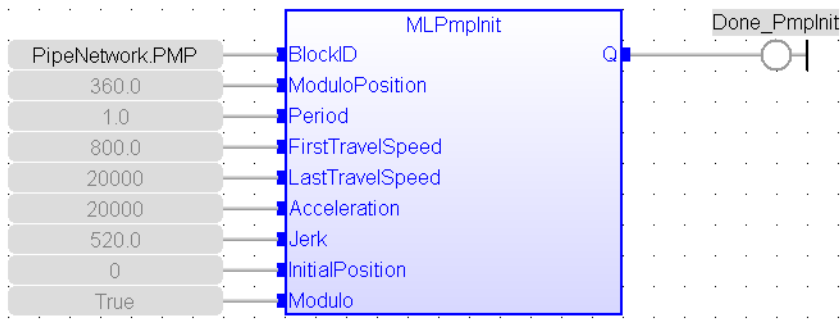 MLPmpInit
Done_PmpInit
PipeNetwork.PMP BlockID Q
360.0 ModuloPosition
1.0 Period
800.0 FirstTravelSpeed
20000 LastTravelSpeed
20000 Acceleration
520.0 Jerk
0 InitialPosition
True Modulo